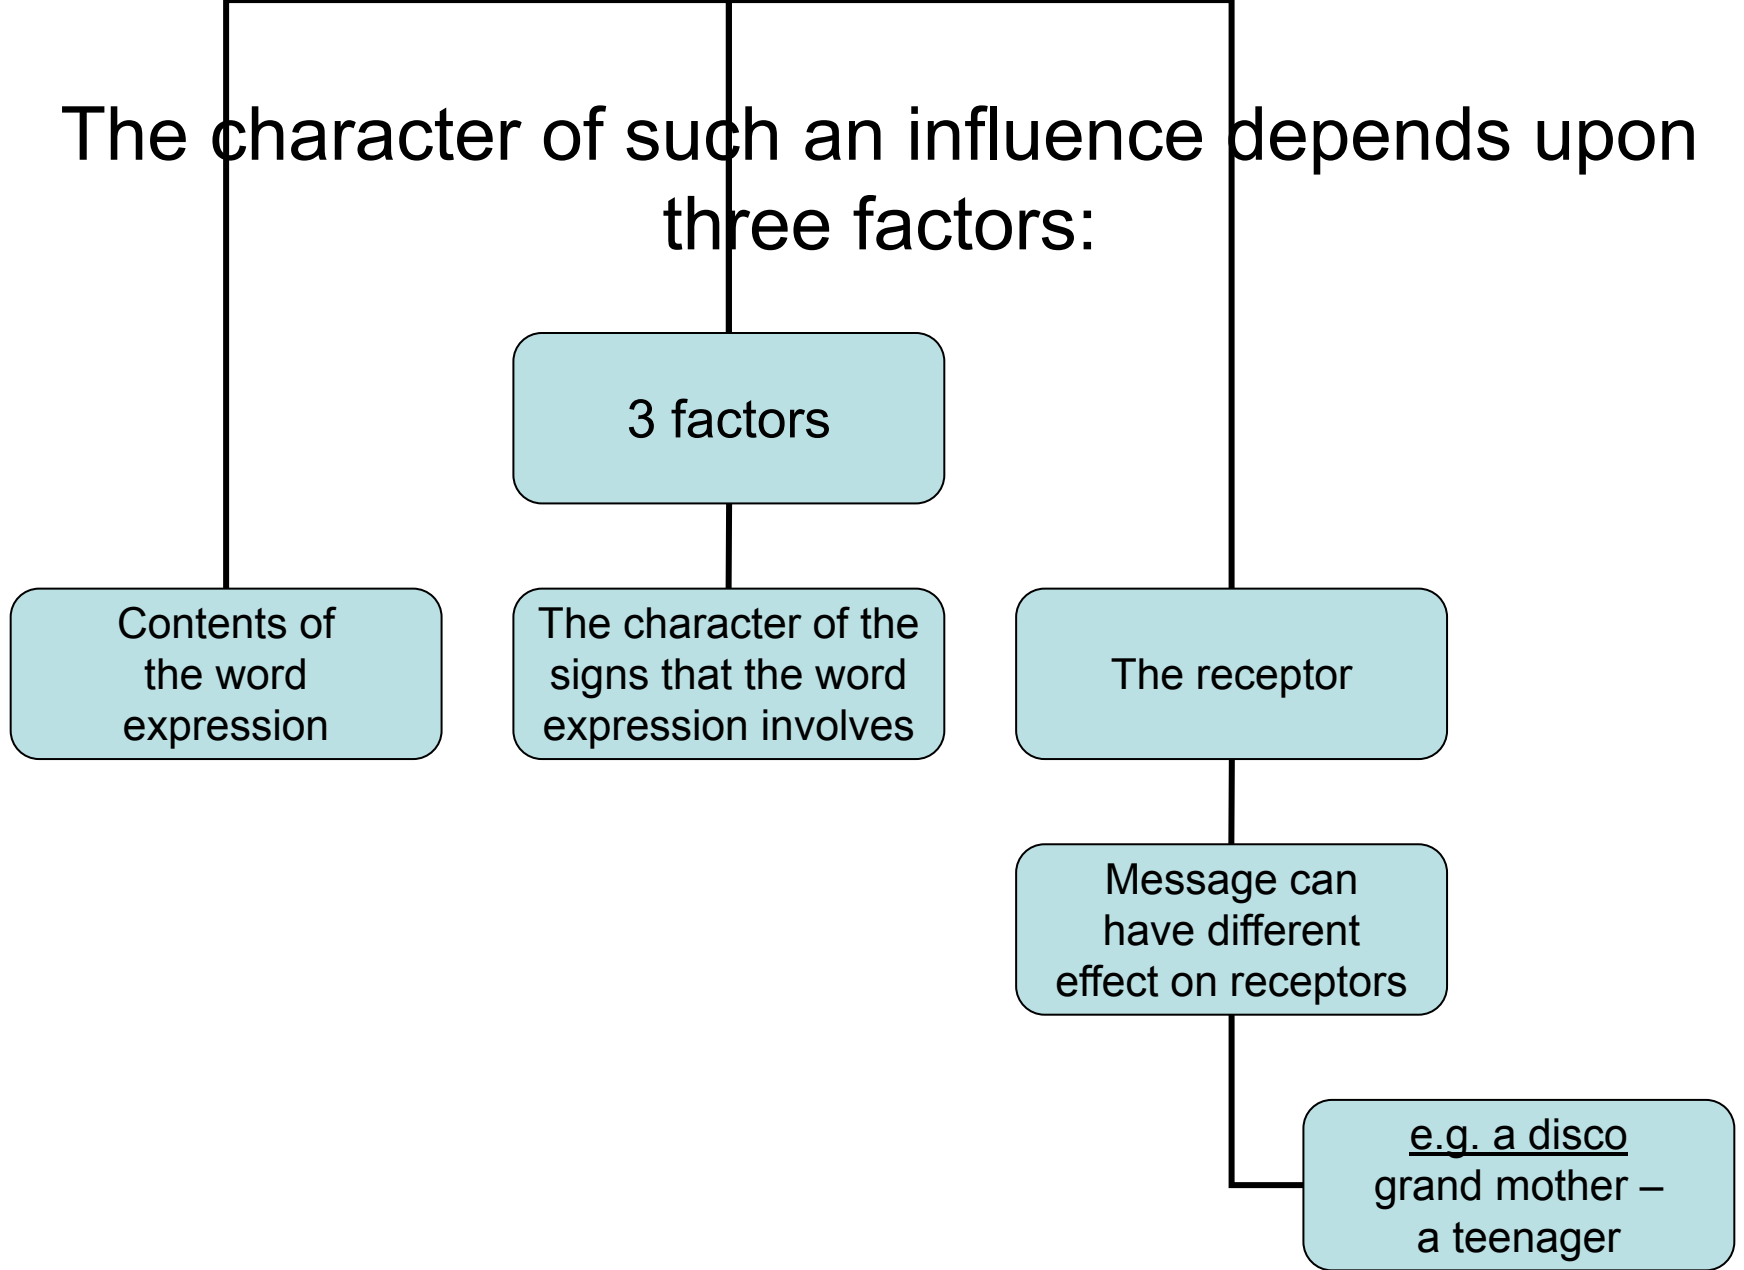 The character of such an influence depends upon
three factors:
3 factors
Contents of
the word
expression
The character of the
signs that the word
expression involves
The receptor
Message can
have different
effect on receptors
e.g. a disco
grand mother –
a teenager